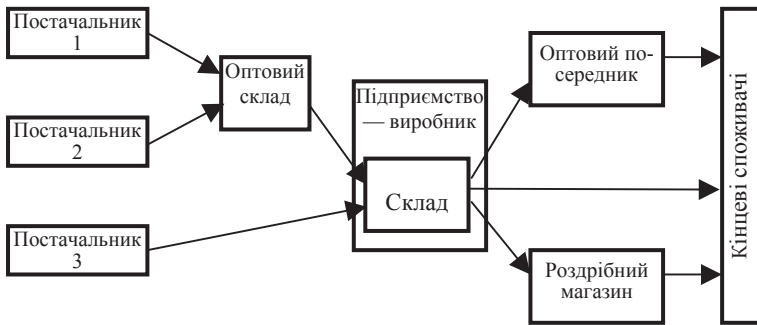 Постачальник
1
Постачальник
2
Постачальник
3
Оптовий
склад
Підприємство
— виробник
Склад
Оптовий по-
середник
Роздрібний
магазин
Кінцеві споживачі